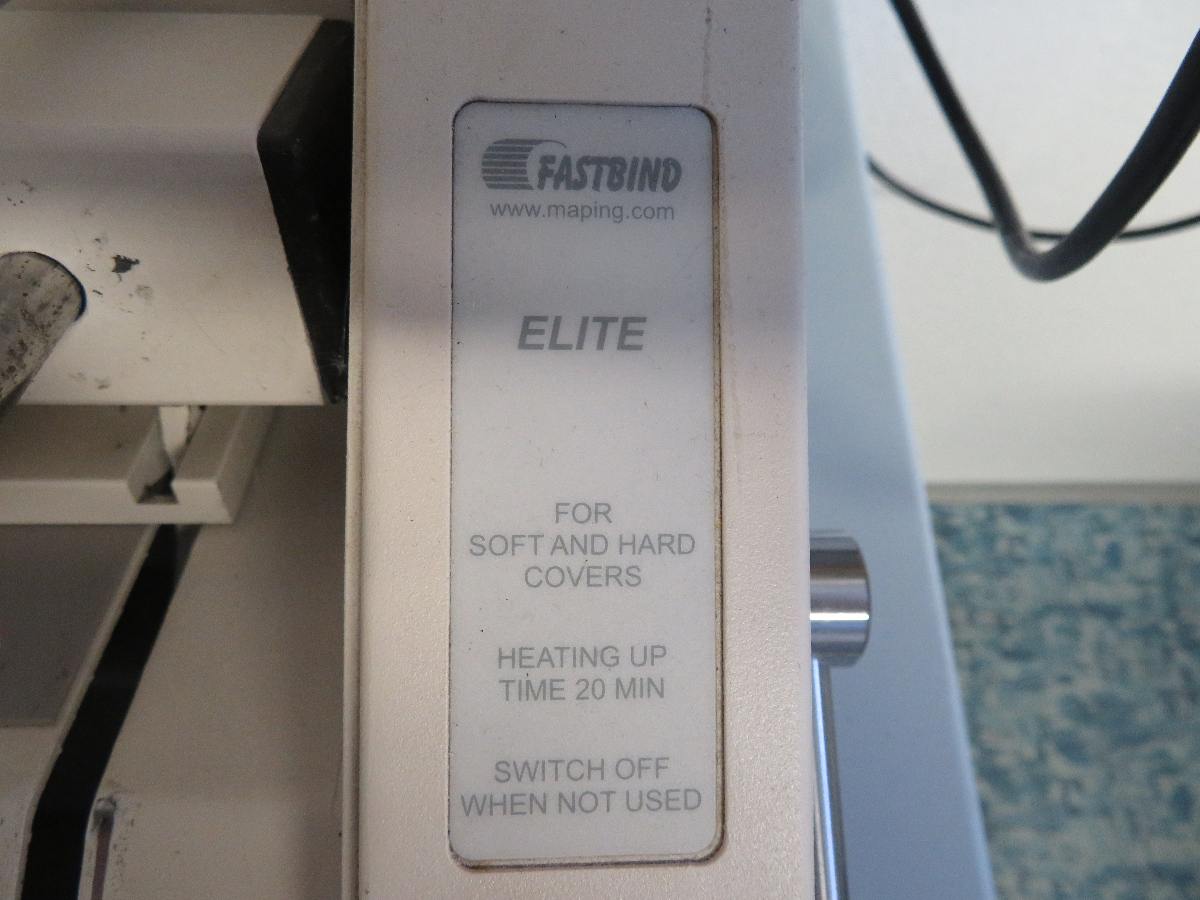 FASTBIND
www.maping.com
ELITE
FOR
SOFT AND HARD
COVERS
HEATING UP
TIME 20 MIN
SWITCH OFF
WHEN NOT USED